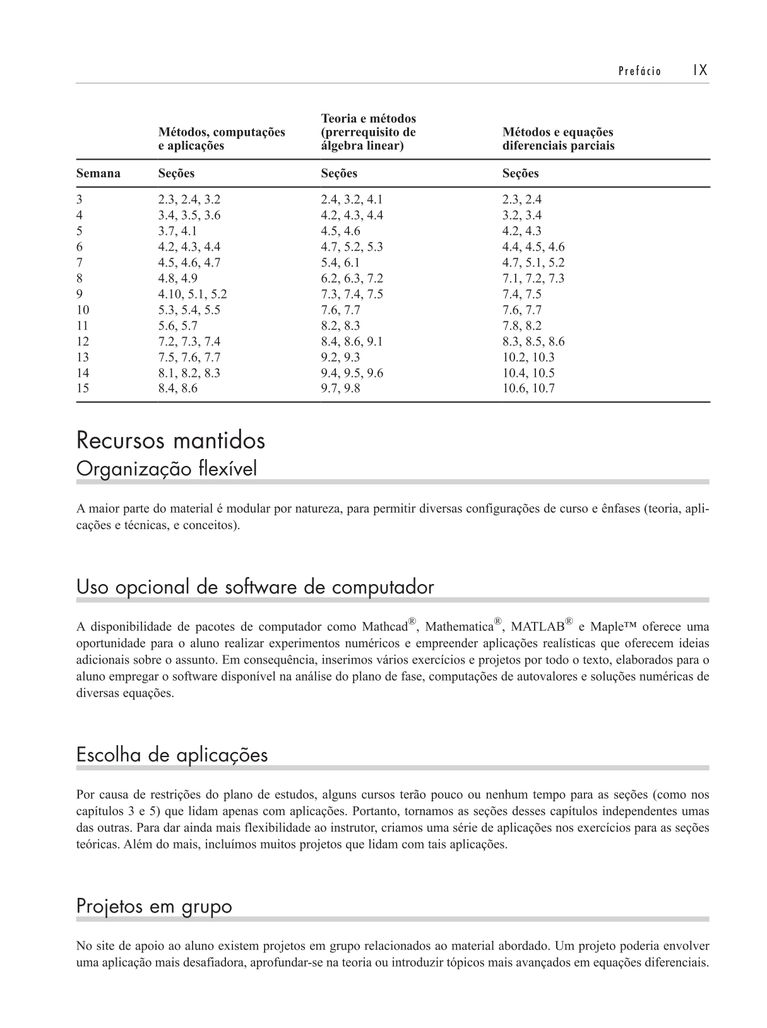 Prefácio IX
Métodos, computações e aplicações
Teoria e métodos (prerrequisito de álgebra linear)
Métodos e equações diferenciais parciais
Semana Seções Seções Seções
3 2.3, 2.4, 3.2 2.4, 3.2, 4.1 2.3, 2.4
4 3.4, 3.5, 3.6 4.2, 4.3, 4.4 3.2, 3.4
5 3.7, 4.1 4.5, 4.6 4.2, 4.3
6 4.2, 4.3, 4.4 4.7, 5.2, 5.3 4.4, 4.5, 4.6
7 4.5, 4.6, 4.7 5.4, 6.1 4.7, 5.1, 5.2
8 4.8, 4.9 6.2, 6.3, 7.2 7.1, 7.2, 7.3
9 4.10, 5.1, 5.2 7.3, 7.4, 7.5 7.4, 7.5
10 5.3, 5.4, 5.5 7.6, 7.7 7.6, 7.7
11 5.6, 5.7 8.2, 8.3 7.8, 8.2
12 7.2, 7.3, 7.4 8.4, 8.6, 9.1 8.3, 8.5, 8.6
13 7.5, 7.6, 7.7 9.2, 9.3 10.2, 10.3
14 8.1, 8.2, 8.3 9.4, 9.5, 9.6 10.4, 10.5
15 8.4, 8.6 9.7, 9.8 10.6, 10.7
Recursos mantidos
Organização flexível
A maior parte do material é modular por natureza, para permitir diversas configurações de curso e ênfases (teoria, apli-
cações e técnicas, e conceitos).
Uso opcional de software de computador
A disponibilidade de pacotes de computador como Mathcad®, Mathematica®, MATLAB® e Maple™ oferece uma
oportunidade para o aluno realizar experimentos numéricos e empreender aplicações realísticas que oferecem ideias
adicionais sobre o assunto. Em consequência, inserimos vários exercícios e projetos por todo o texto, elaborados para o
aluno empregar o software disponível na análise do plano de fase, computações de autovalores e soluções numéricas de
diversas equações.
Escolha de aplicações
Por causa de restrições do plano de estudos, alguns cursos terão pouco ou nenhum tempo para as seções (como nos
capítulos 3 e 5) que lidam apenas com aplicações. Portanto, tornamos as seções desses capítulos independentes umas
das outras. Para dar ainda mais flexibilidade ao instrutor, criamos uma série de aplicações nos exercícios para as seções
teóricas. Além do mais, incluímos muitos projetos que lidam com tais aplicações.
Projetos em grupo
No site de apoio ao aluno existem projetos em grupo relacionados ao material abordado. Um projeto poderia envolver
uma aplicação mais desafiadora, aprofundar-se na teoria ou introduzir tópicos mais avançados em equações diferenciais.